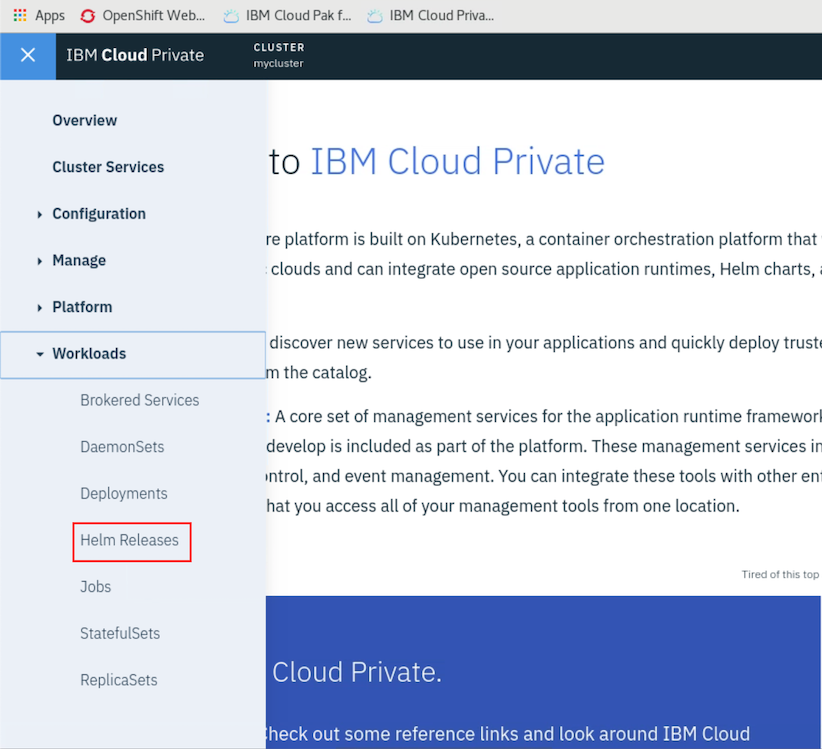 Apps OpenShift Web... IBM Cloud Pak f... IBM Cloud Priva...
IBM Cloud Private
CLUSTER
mycluster
Overview
Cluster Services
Configuration
Manage
Platform
Workloads
Brokered Services
DaemonSets
Deployments
Helm Releases
Jobs
StatefulSets
ReplicaSets
to IBM Cloud Private
re platform is built on Kubernetes, a container orchestration platform that
clouds and can integrate open source application runtimes, Helm charts,
discover new services to use in your applications and quickly deploy trust
m the catalog.
: A core set of management services for the application runtime framework
develop is included as part of the platform. These management services in
ontrol, and event management. You can integrate these tools with other en
hat you access all of your management tools from one location.
Tired of this top
Cloud Private.
Check out some reference links and look around IBM Cloud